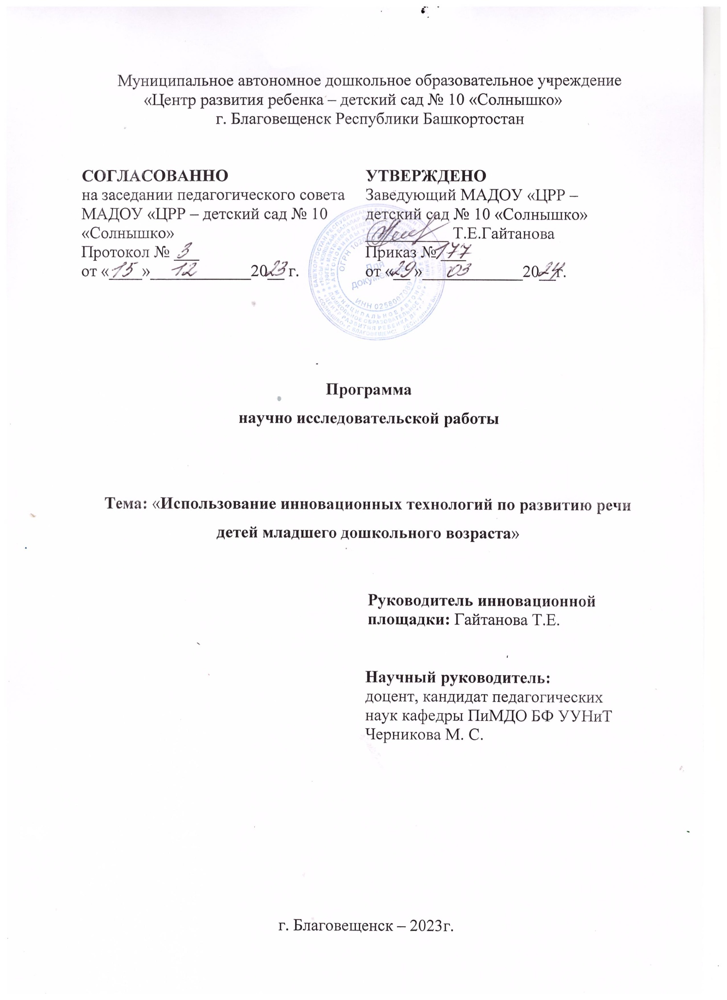 Муниципальное автономное дошкольное образовательное учреждение
«Центр развития ребенка – детский сад № 10 «Солнышко»
г. Благовещенск Республики Башкортостан
СОГЛАСОВАННО
на заседании педагогического совета
МАДОУ «ЦРР – детский сад № 10
«Солнышко»
Протокол № 3
от «15» 12 2023 г.
УТВЕРЖДЕНО
Заведующий МАДОУ «ЦРР –
детский сад № 10 «Солнышко»
Т.Е.Гайтанова
Приказ № 177
от «29» 03 2024г.
Для
ИНН 0258007089
Программа
научно исследовательской работы
Тема: «Использование инновационных технологий по развитию речи
детей младшего дошкольного возраста»
Руководитель инновационной
площадки: Гайтанова Т.Е.
Научный руководитель:
доцент, кандидат педагогических
наук кафедры ПиМДО БФ УУНиТ
Черникова М. С.
г. Благовещенск – 2023г.